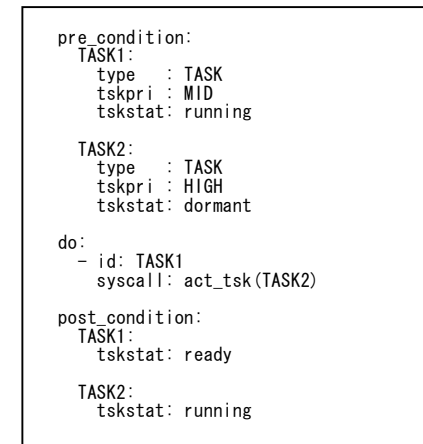 pre_condition:
  TASK1:
    type   : TASK
    tskpri : MID
    tskstat: running
  TASK2:
    type   : TASK
    tskpri : HIGH
    tskstat: dormant
do:
  - id: TASK1
    syscall: act_tsk(TASK2)
post_condition:
  TASK1:
    tskstat: ready
  TASK2:
    tskstat: running